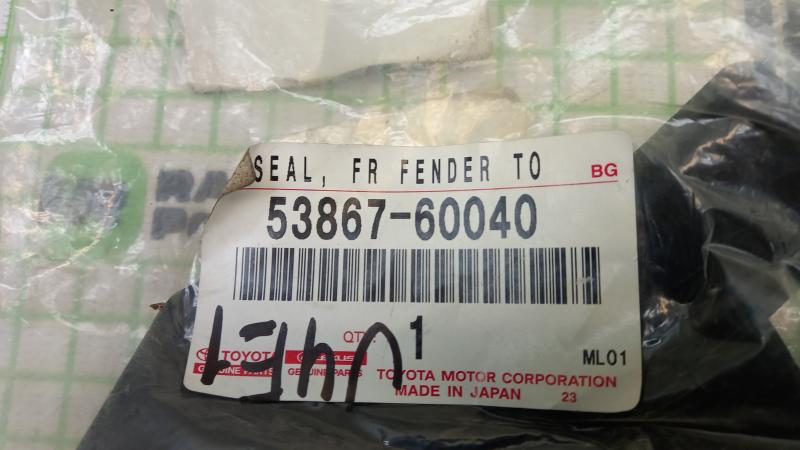 SEAL, FR FENDER TO
BG
53867-60040
QTY. 1
ML01
TOYOTA
GENUINE PARTS
LEXUS
GENUINE PARTS
TOYOTA MOTOR CORPORATION
MADE IN JAPAN
23